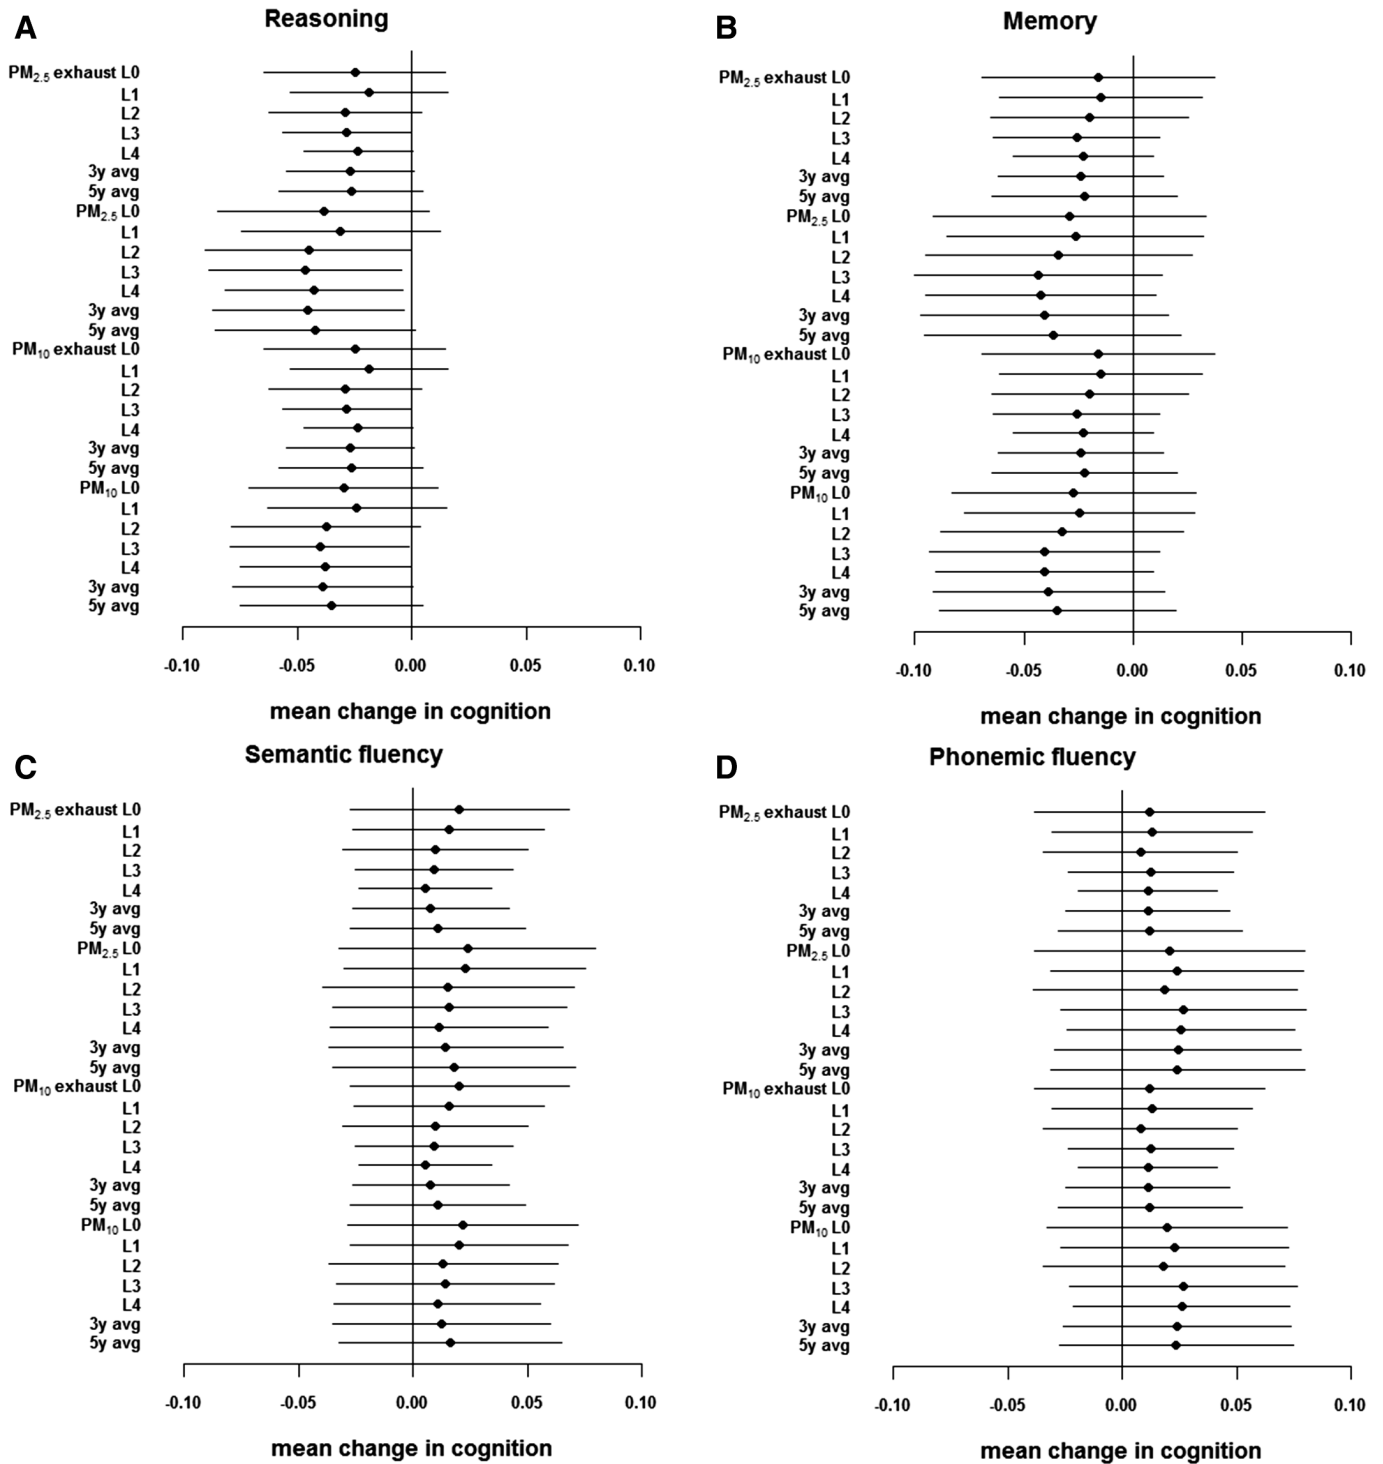 A
Reasoning
PM2.5 exhaust L0
L1
L2
L3
L4
3y avg
5y avg
PM2.5 L0
L1
L2
L3
L4
3y avg
5y avg
PM10 exhaust L0
L1
L2
L3
L4
3y avg
5y avg
PM10 L0
L1
L2
L3
L4
3y avg
5y avg
-0.10 -0.05 0.00 0.05 0.10
mean change in cognition
B
Memory
PM2.5 exhaust L0
L1
L2
L3
L4
3y avg
5y avg
PM2.5 L0
L1
L2
L3
L4
3y avg
5y avg
PM10 exhaust L0
L1
L2
L3
L4
3y avg
5y avg
PM10 L0
L1
L2
L3
L4
3y avg
5y avg
-0.10 -0.05 0.00 0.05 0.10
mean change in cognition
C
Semantic fluency
PM2.5 exhaust L0
L1
L2
L3
L4
3y avg
5y avg
PM2.5 L0
L1
L2
L3
L4
3y avg
5y avg
PM10 exhaust L0
L1
L2
L3
L4
3y avg
5y avg
PM10 L0
L1
L2
L3
L4
3y avg
5y avg
-0.10 -0.05 0.00 0.05 0.10
mean change in cognition
D
Phonemic fluency
PM2.5 exhaust L0
L1
L2
L3
L4
3y avg
5y avg
PM2.5 L0
L1
L2
L3
L4
3y avg
5y avg
PM10 exhaust L0
L1
L2
L3
L4
3y avg
5y avg
PM10 L0
L1
L2
L3
L4
3y avg
5y avg
-0.10 -0.05 0.00 0.05 0.10
mean change in cognition